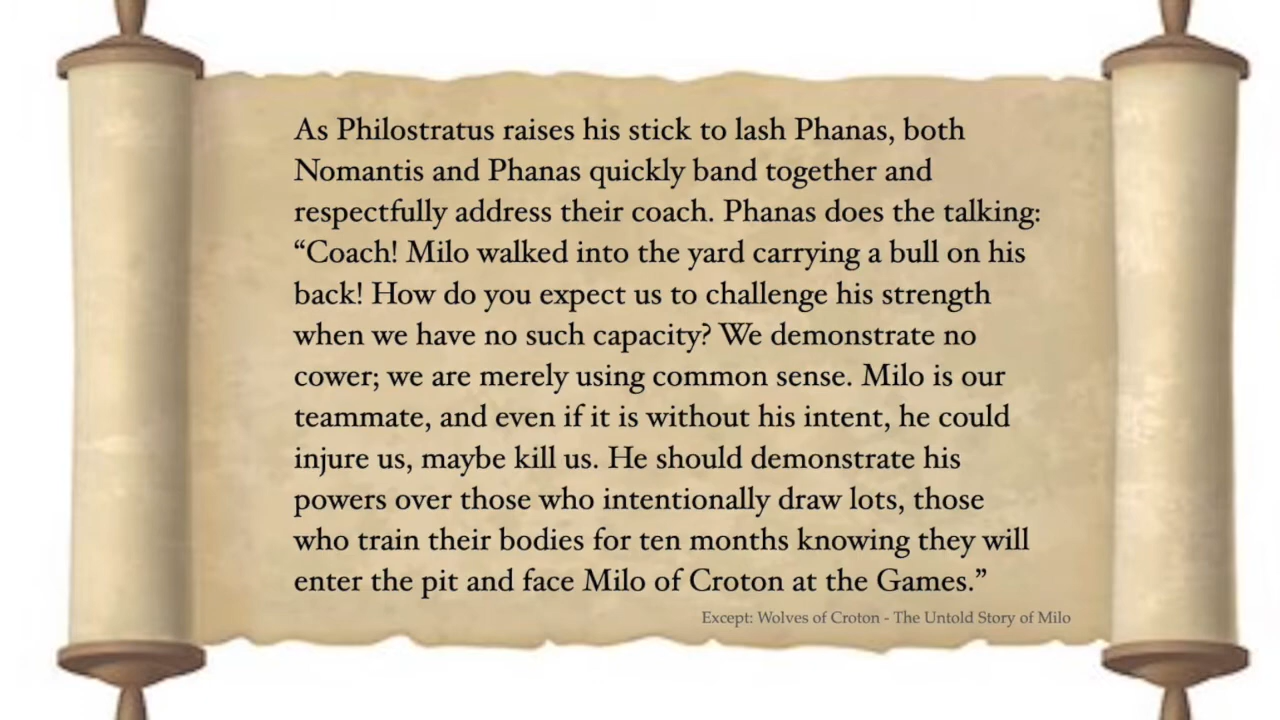 As Philostratus raises his stick to lash Phanas, both
Nomantis and Phanas quickly band together and
respectfully address their coach. Phanas does the talking:
“Coach! Milo walked into the yard carrying a bull on his
back! How do you expect us to challenge his strength
when we have no such capacity? We demonstrate no
cower; we are merely using common sense. Milo is our
teammate, and even if it is without his intent, he could
injure us, maybe kill us. He should demonstrate his
powers over those who intentionally draw lots, those
who train their bodies for ten months knowing they will
enter the pit and face Milo of Croton at the Games.”
Except: Wolves of Croton - The Untold Story of Milo